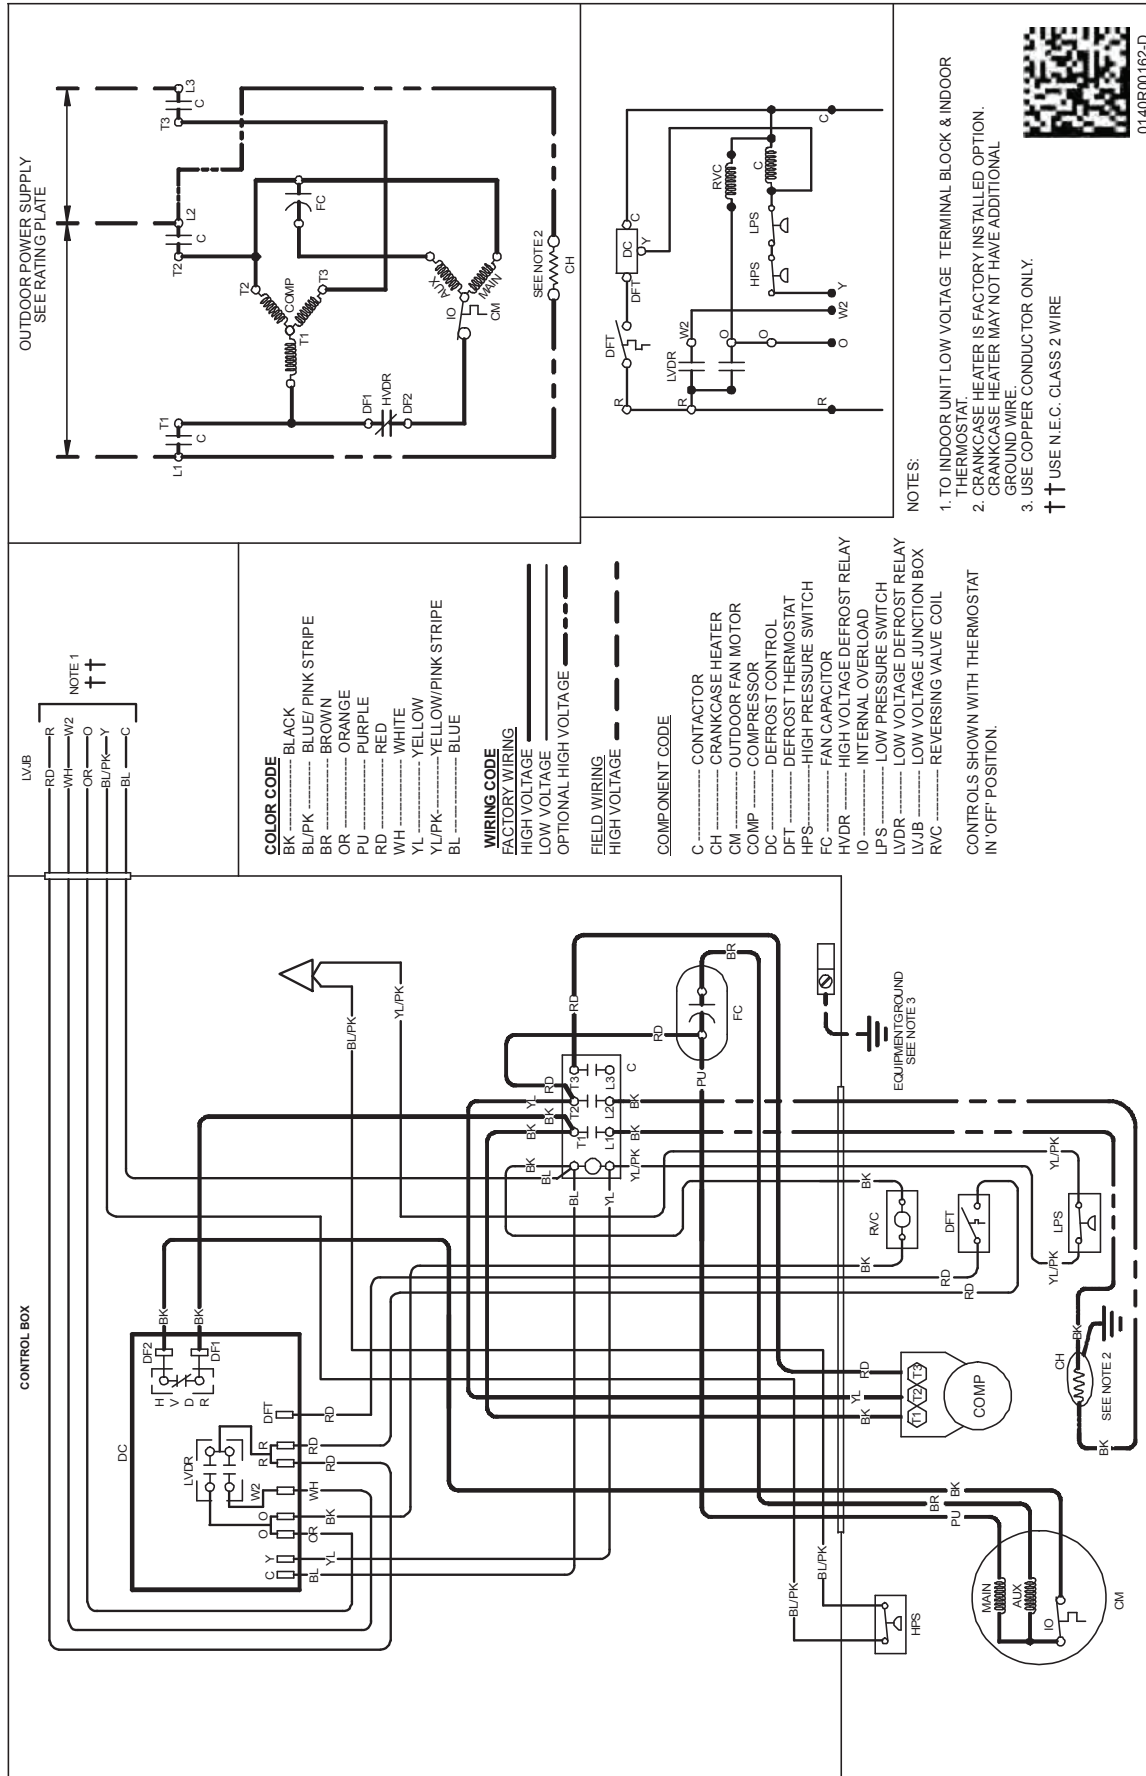 OUTDOOR POWER SUPPLY
SEE RATING PLATE
L1
T1
C
L2
T2
C
L3
T3
C
T2
COMP
T1
T3
FC
DF1
HVDR
DF2
AUX
IO
MAIN
CM
SEE NOTE 2
CH
R
DFT
DFT
DC
C
Y
R
LVDR
W2
O
O
RVC
C
HPS
LPS
R
O
W2
Y
C
NOTES:
1. TO INDOOR UNIT LOW VOLTAGE TERMINAL BLOCK & INDOOR
THERMOSTAT.
2. CRANKCASE HEATER IS FACTORY INSTALLED OPTION.
CRANKCASE HEATER MAY NOT HAVE ADDITIONAL
GROUND WIRE.
3. USE COPPER CONDUCTOR ONLY.
†† USE N.E.C. CLASS 2 WIRE
0140R00162-D
LVJB
RD
R
WH
W2
OR
O
BL/PK
Y
BL
C
NOTE 1
††
COLOR CODE
BK ---------- BLACK
BL/PK ---------- BLUE/ PINK STRIPE
BR ---------- BROWN
OR ---------- ORANGE
PU ---------- PURPLE
RD ---------- RED
WH ---------- WHITE
YL ---------- YELLOW
YL/PK---------- YELLOW/PINK STRIPE
BL ---------- BLUE
WIRING CODE
FACTORY WIRING
HIGH VOLTAGE
LOW VOLTAGE
OPTIONAL HIGH VOLTAGE
FIELD WIRING
HIGH VOLTAGE
COMPONENT CODE
C ---------- CONTACTOR
CH ---------- CRANKCASE HEATER
CM ---------- OUTDOOR FAN MOTOR
COMP ---------- COMPRESSOR
DC ---------- DEFROST CONTROL
DFT ---------- DEFROST THERMOSTAT
HPS---------- HIGH PRESSURE SWITCH
FC ---------- FAN CAPACITOR
HVDR ---------- HIGH VOLTAGE DEFROST RELAY
IO ---------- INTERNAL OVERLOAD
LPS ---------- LOW PRESSURE SWITCH
LVDR ---------- LOW VOLTAGE DEFROST RELAY
LVJB ---------- LOW VOLTAGE JUNCTION BOX
RVC ---------- REVERSING VALVE COIL
CONTROLS SHOWN WITH THERMOSTAT
IN 'OFF' POSITION.
CONTROL BOX
DC
LVDR
H
V
D
R
DF2
BK
DF1
BK
C
Y
O
O
W2
R
R
DFT
BL
YL
OR
BK
WH
RD
RD
RD
BL/PK
YL/PK
BK
BK
BK
YL
RD
RD
RD
BL
T1
T2
T3
L1
L2
L3
C
BL
YL
YL/PK
BK
BK
PU
BR
FC
EQUIPMENT GROUND
SEE NOTE 3
BL/PK
BL/PK
HPS
BK
YL
RD
T1
T2
T3
COMP
BK
RVC
BK
RD
DFT
RD
YL/PK
LPS
YL/PK
CH
BK
BK
SEE NOTE 2
PU
BR
BK
MAIN
AUX
IO
CM